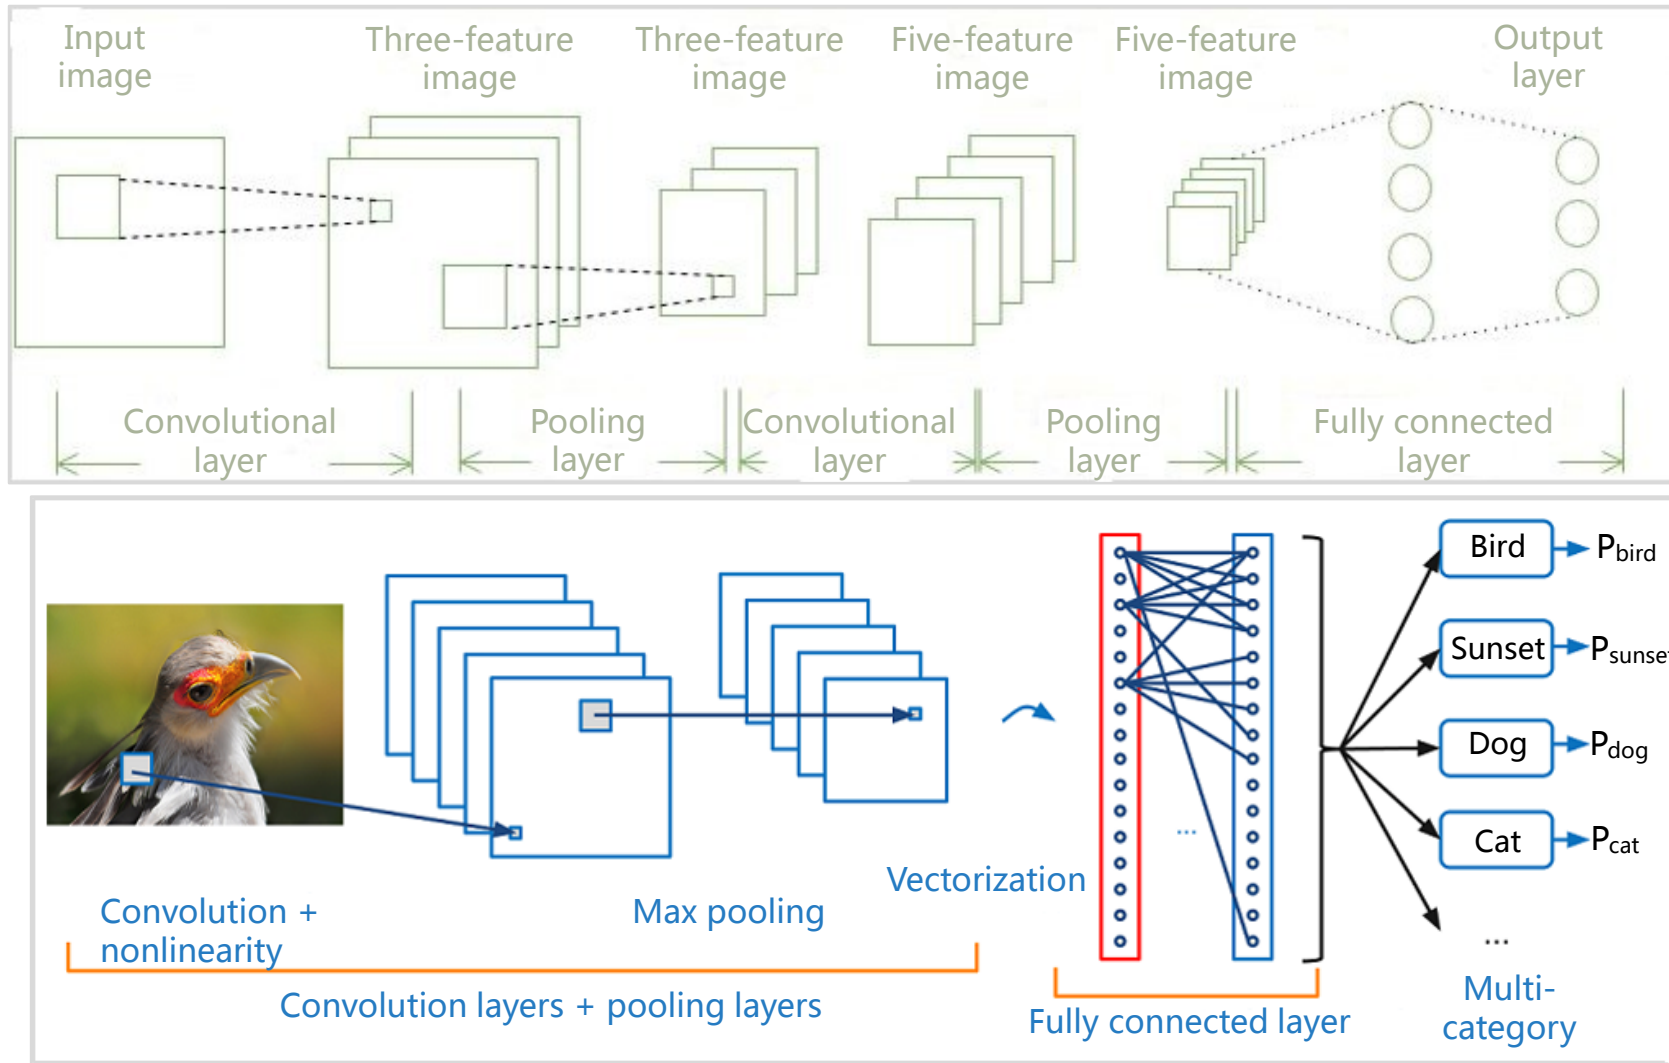 Input
image
Three-feature
image
Three-feature
image
Five-feature
image
Five-feature
image
Output
layer
Convolutional
layer
Pooling
layer
Convolutional
layer
Pooling
layer
Fully connected
layer
Bird
Pbird
Sunset
Psunset
Dog
Pdog
Cat
Pcat
...
...
Vectorization
Convolution +
nonlinearity
Max pooling
Convolution layers + pooling layers
Fully connected layer
Multi-
category